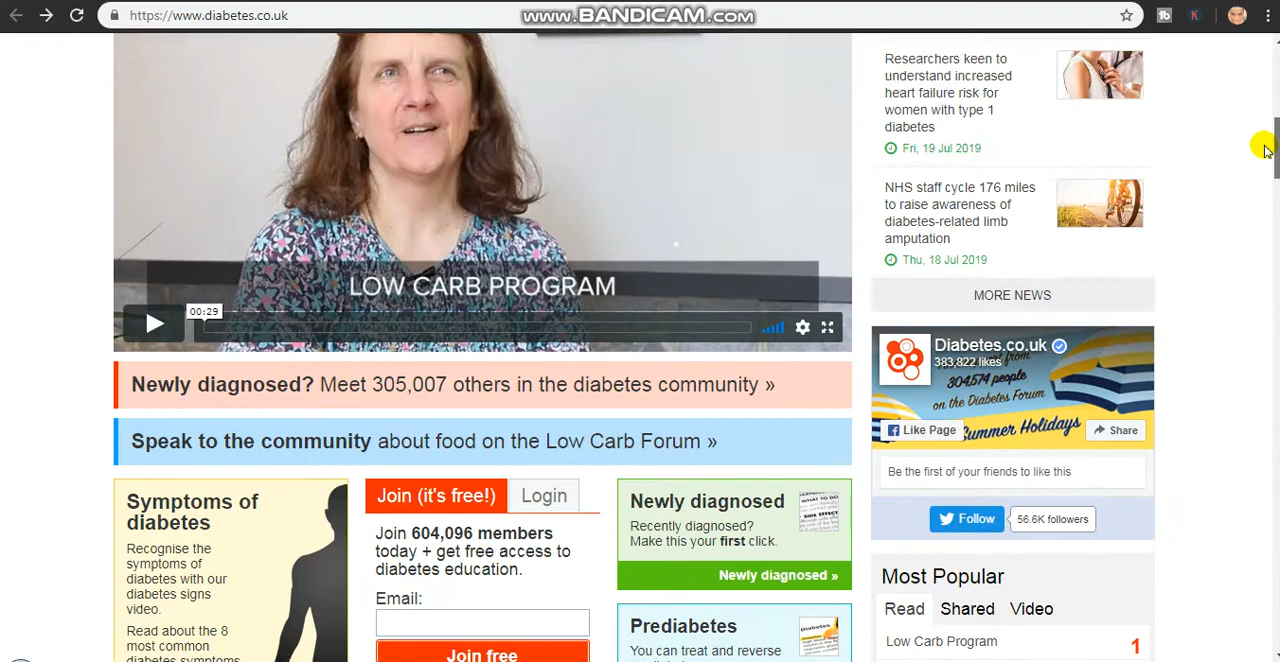 https://www.diabetes.co.uk
www.BANDICAM.com
LOW CARB PROGRAM
00:29
Newly diagnosed? Meet 305,007 others in the diabetes community »
Speak to the community about food on the Low Carb Forum »
Symptoms of
diabetes
Recognise the
symptoms of
diabetes with our
diabetes signs
video.
Read about the 8
most common
diabetes symptoms
Join (it's free!)
Login
Join 604,096 members
today + get free access to
diabetes education.
Email:
Join free
Newly diagnosed
Recently diagnosed?
Make this your first click.
Newly diagnosed »
Prediabetes
You can treat and reverse
Researchers keen to
understand increased
heart failure risk for
women with type 1
diabetes
Fri, 19 Jul 2019
NHS staff cycle 176 miles
to raise awareness of
diabetes-related limb
amputation
Thu, 18 Jul 2019
MORE NEWS
Diabetes.co.uk
383,822 likes
304,574 people
on the Diabetes Forum
Summer Holidays
Like Page
Share
Be the first of your friends to like this
Follow
56.6K followers
Most Popular
Read
Shared
Video
Low Carb Program
1